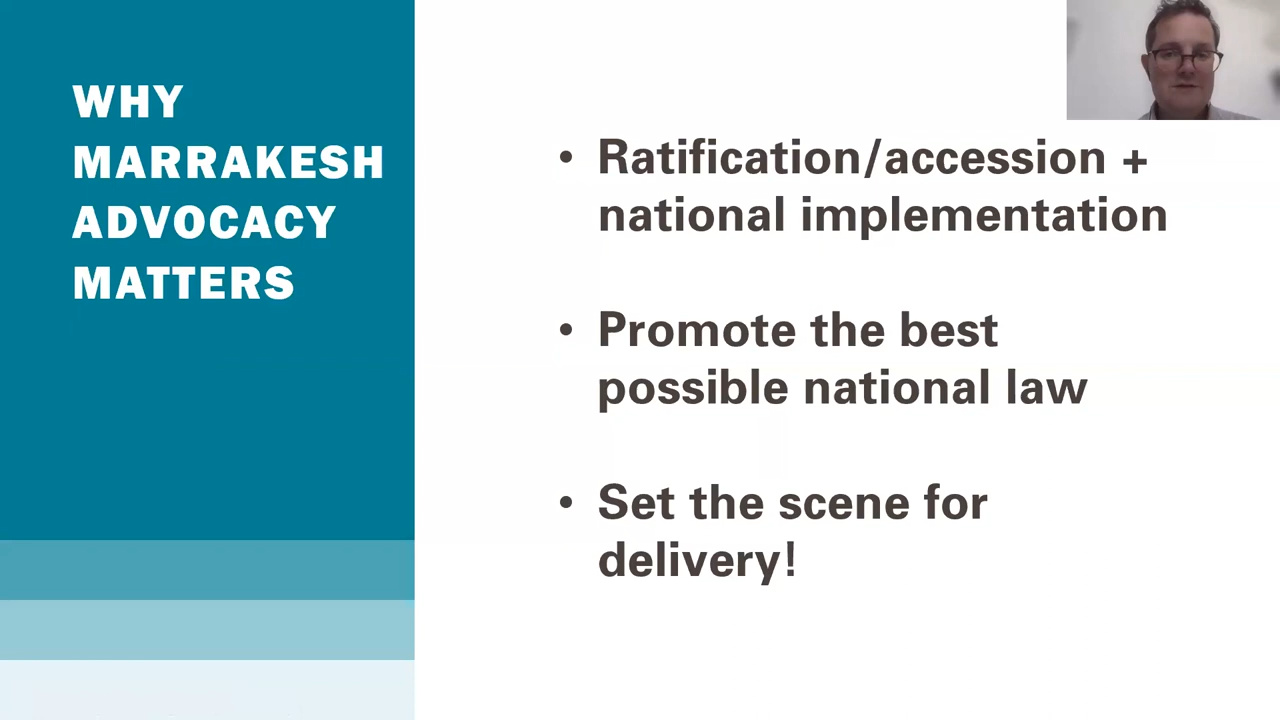 WHY
MARRAKESH
ADVOCACY
MATTERS
• Ratification/accession +
national implementation
• Promote the best
possible national law
• Set the scene for
delivery!